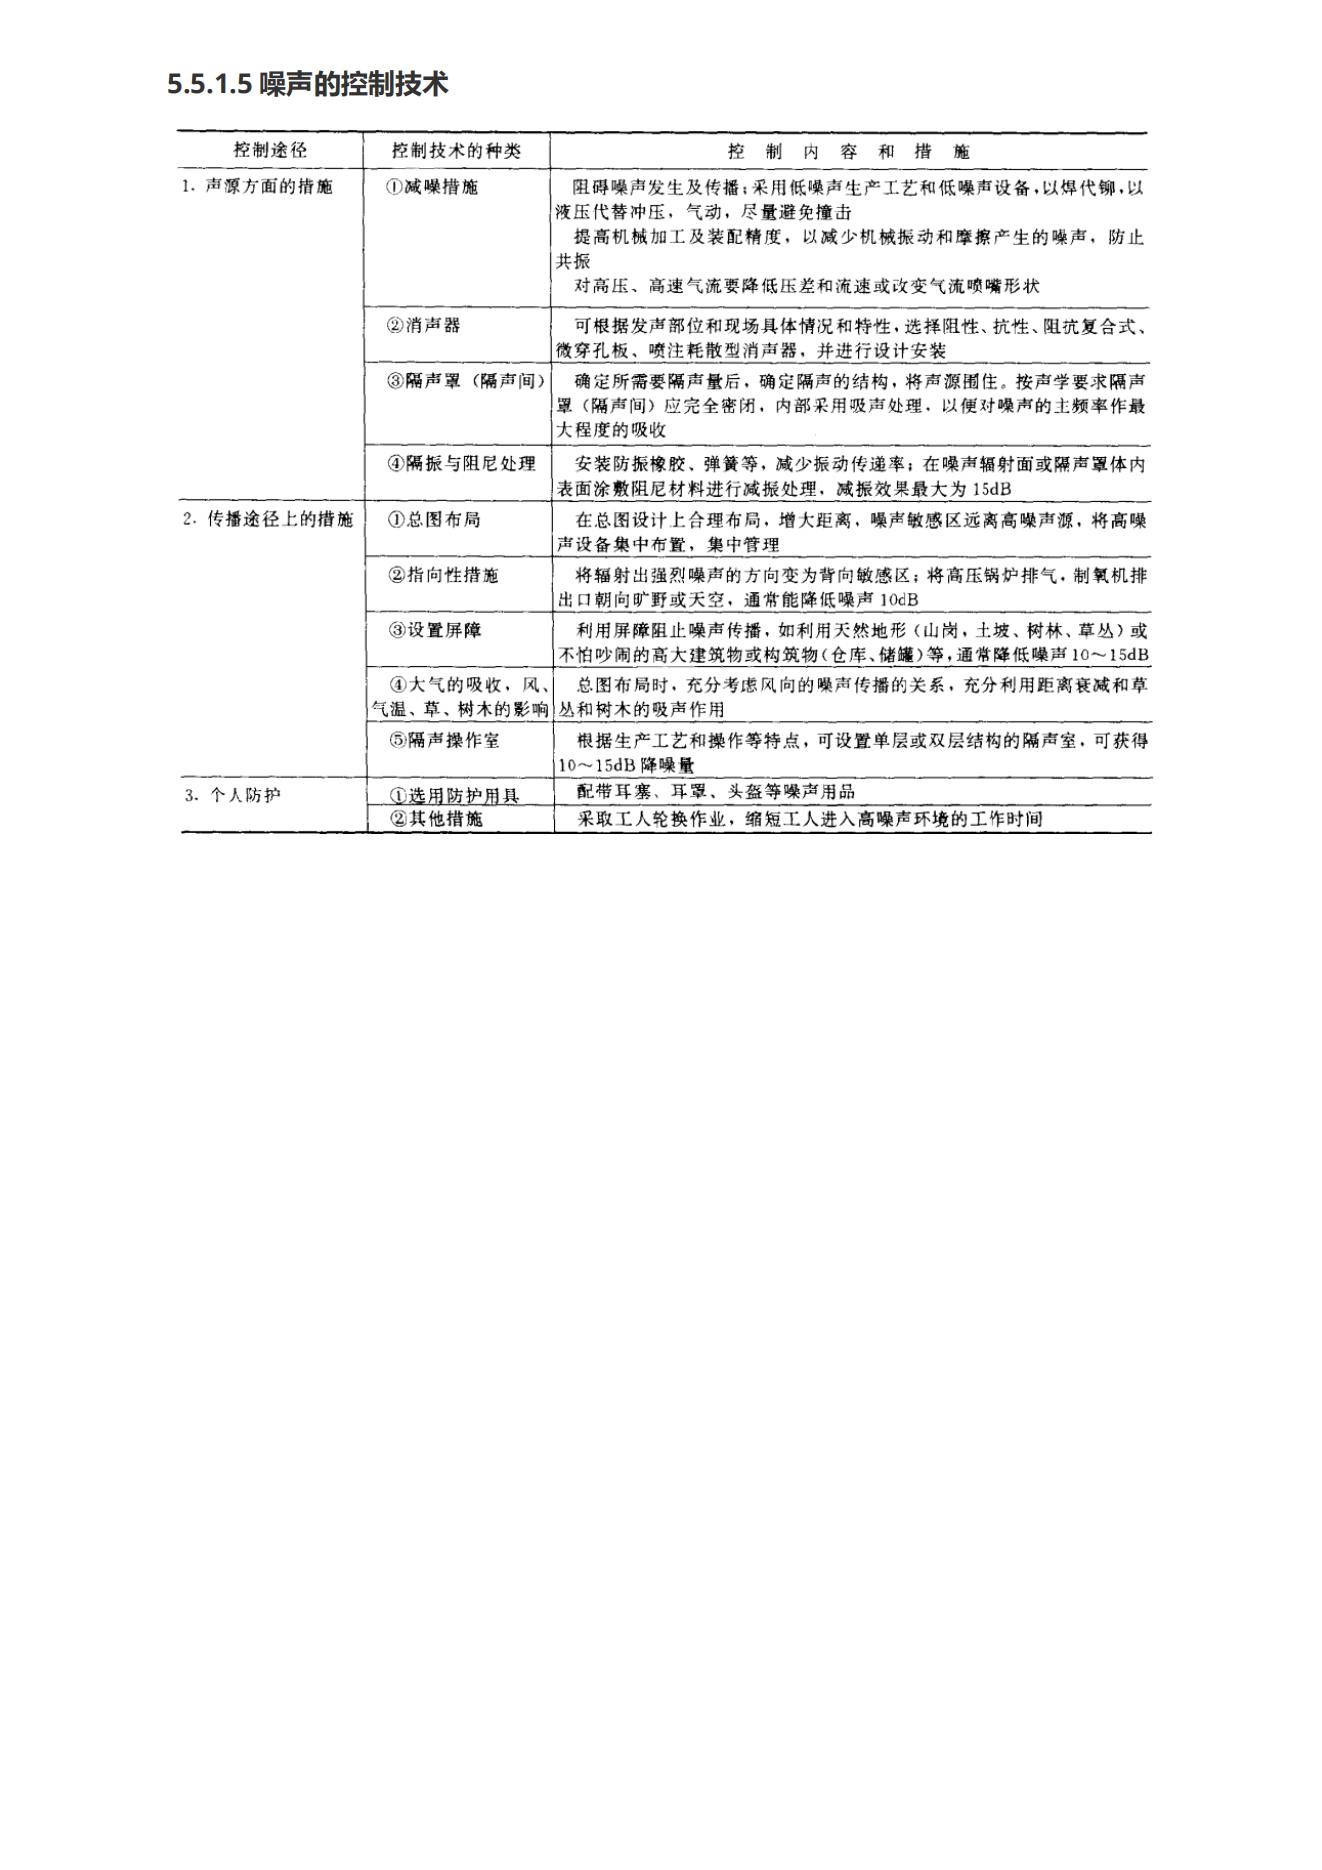 5.5.1.5 噪声的控制技术
控制途径 控制技术的种类 控制内容和措施
1. 声源方面的措施 ①减噪措施 阻碍噪声发生及传播;采用低噪声生产工艺和低噪声设备,以焊代铆,以
液压代替冲压,气动,尽量避免撞击
提高机械加工及装配精度,以减少机械振动和摩擦产生的噪声,防止
共振
对高压、高速气流要降低压差和流速或改变气流喷嘴形状
②消声器 可根据发声部位和现场具体情况和特性,选择阻性、抗性、阻抗复合式、
微穿孔板、喷注耗散型消声器,并进行设计安装
③隔声罩(隔声间) 确定所需要隔声量后,确定隔声的结构,将声源围住。按声学要求隔声
罩(隔声间)应完全密闭,内部采用吸声处理,以便对噪声的主频率作最
大程度的吸收
④隔振与阻尼处理 安装防振橡胶、弹簧等,减少振动传递率;在噪声辐射面或隔声罩体内
表面涂敷阻尼材料进行减振处理,减振效果最大为15dB
2. 传播途径上的措施 ①总图布局 在总图设计上合理布局,增大距离,噪声敏感区远离高噪声源,将高噪
声设备集中布置,集中管理
②指向性措施 将辐射出强烈噪声的方向变为背向敏感区;将高压锅炉排气,制氧机排
出口朝向旷野或天空,通常能降低噪声10dB
③设置屏障 利用屏障阻止噪声传播,如利用天然地形(山岗,土坡、树林、草丛)或
不怕吵闹的高大建筑物或构筑物(仓库、储罐)等,通常降低噪声10~15dB
④大气的吸收,风、 总图布局时,充分考虑风向的噪声传播的关系,充分利用距离衰减和草
气温、草、树木的影响 丛和树木的吸声作用
⑤隔声操作室 根据生产工艺和操作等特点,可设置单层或双层结构的隔声室,可获得
10~15dB降噪量
3. 个人防护 ①选用防护用具 配带耳塞、耳罩、头盔等噪声用品
②其他措施 采取工人轮换作业,缩短工人进入高噪声环境的工作时间